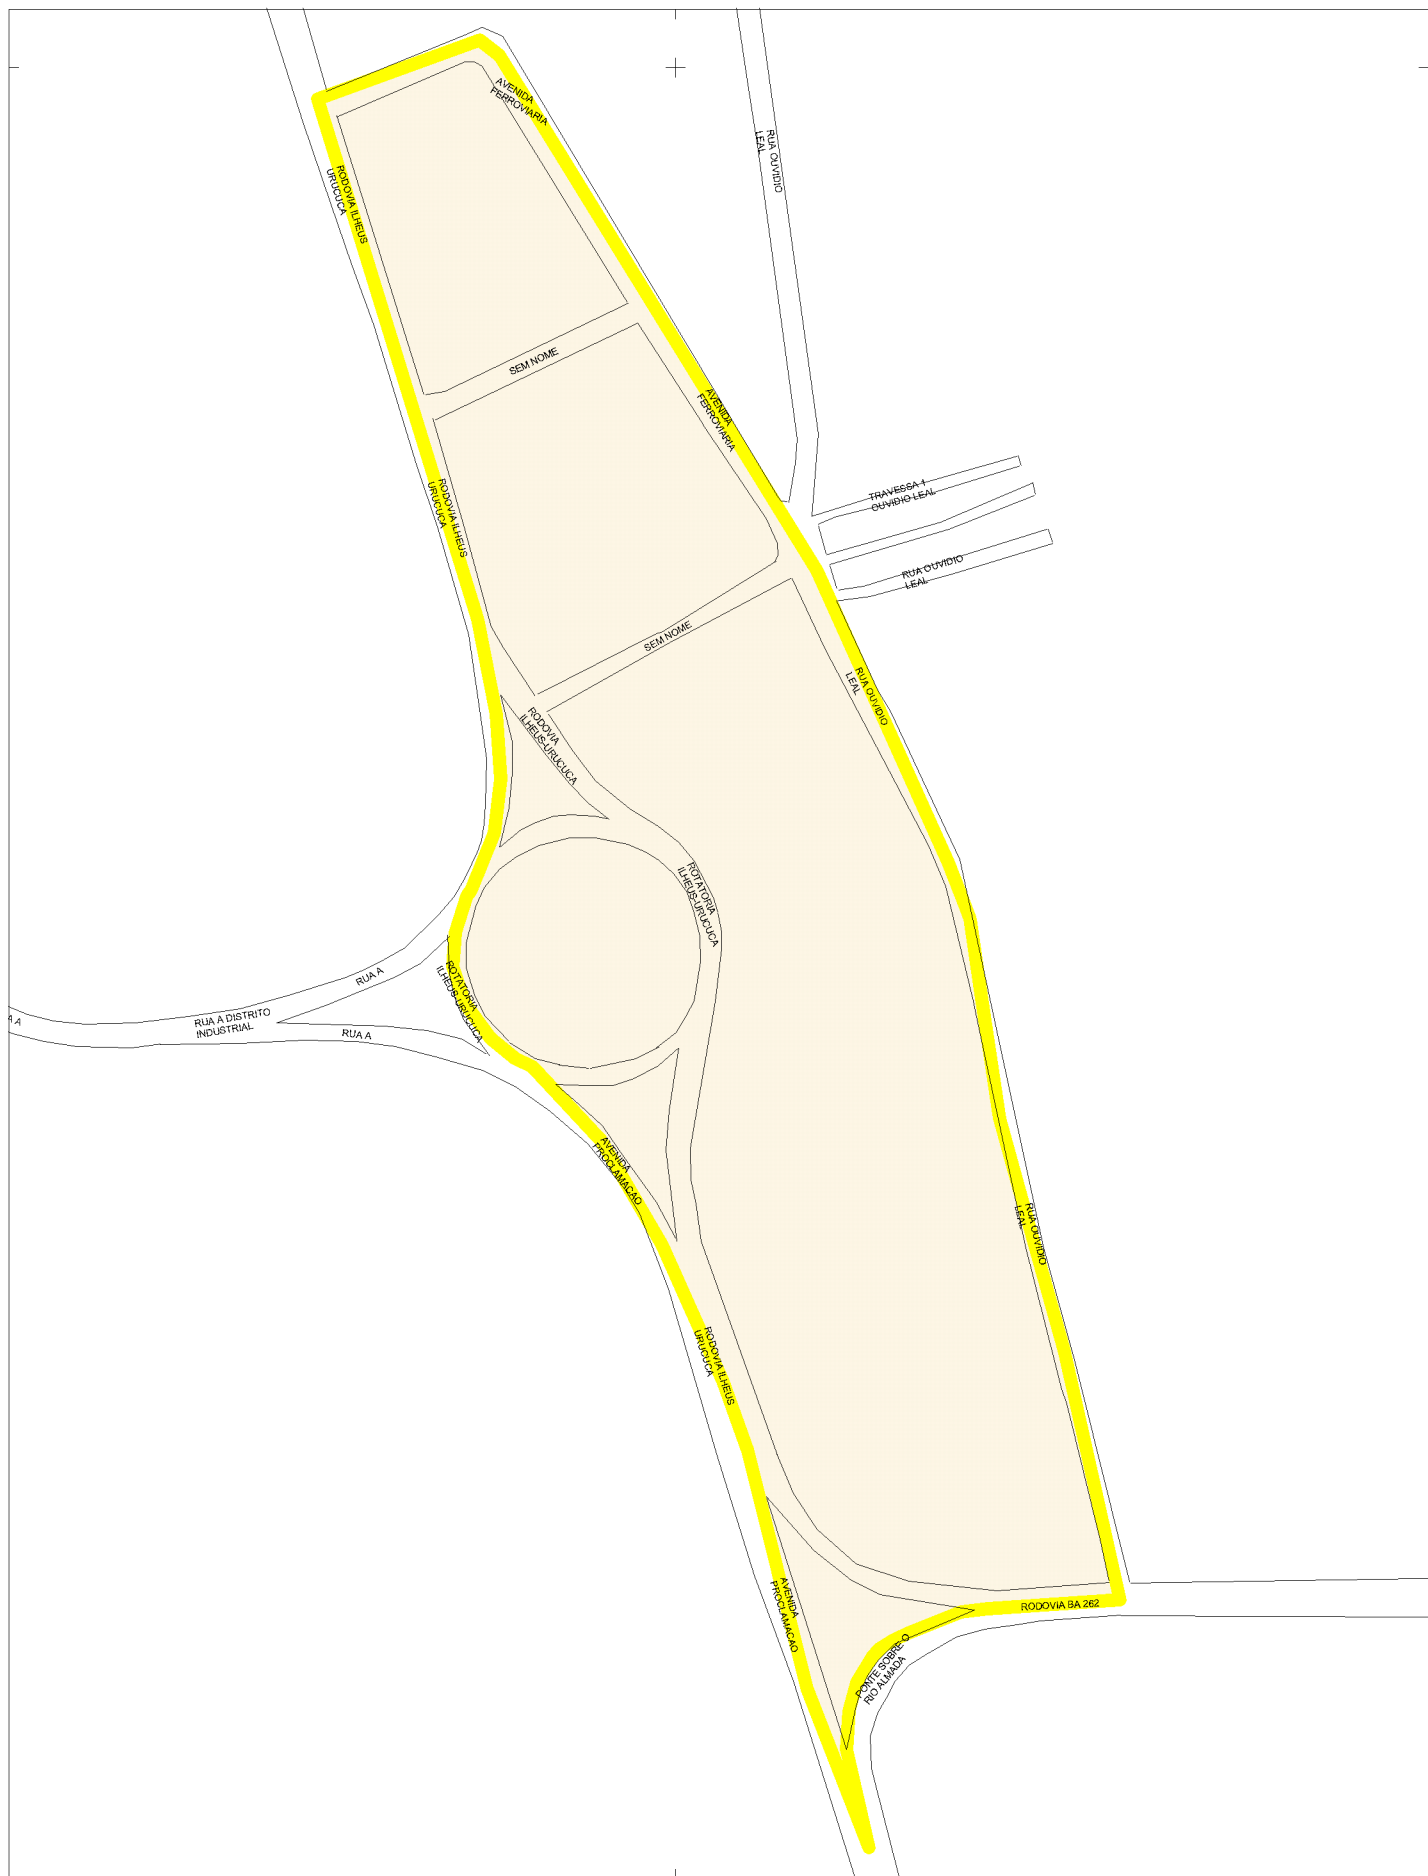 AVENIDA
FERROVIARIA
RUA OUVIDIO
LEAL
RODOVIA ILHEUS
URUCUCA
SEM NOME
AVENIDA
FERROVIARIA
TRAVESSA 1
OUVIDIO LEAL
RODOVIA ILHEUS
URUCUCA
RUA OUVIDIO
LEAL
SEM NOME
RUA OUVIDIO
LEAL
RODOVIA
ILHEUS-URUCUCA
ROTATORIA
ILHEUS-URUCUCA
RUA A
ROTATORIA
ILHEUS-URUCUCA
A A
RUA A DISTRITO
INDUSTRIAL
RUA A
AVENIDA
PROCLAMACAO
RUA OUVIDIO
LEAL
RODOVIA ILHEUS
URUCUCA
AVENIDA
PROCLAMACAO
RODOVIA BA 262
PONTE SOBRE O
RIO ALMADA